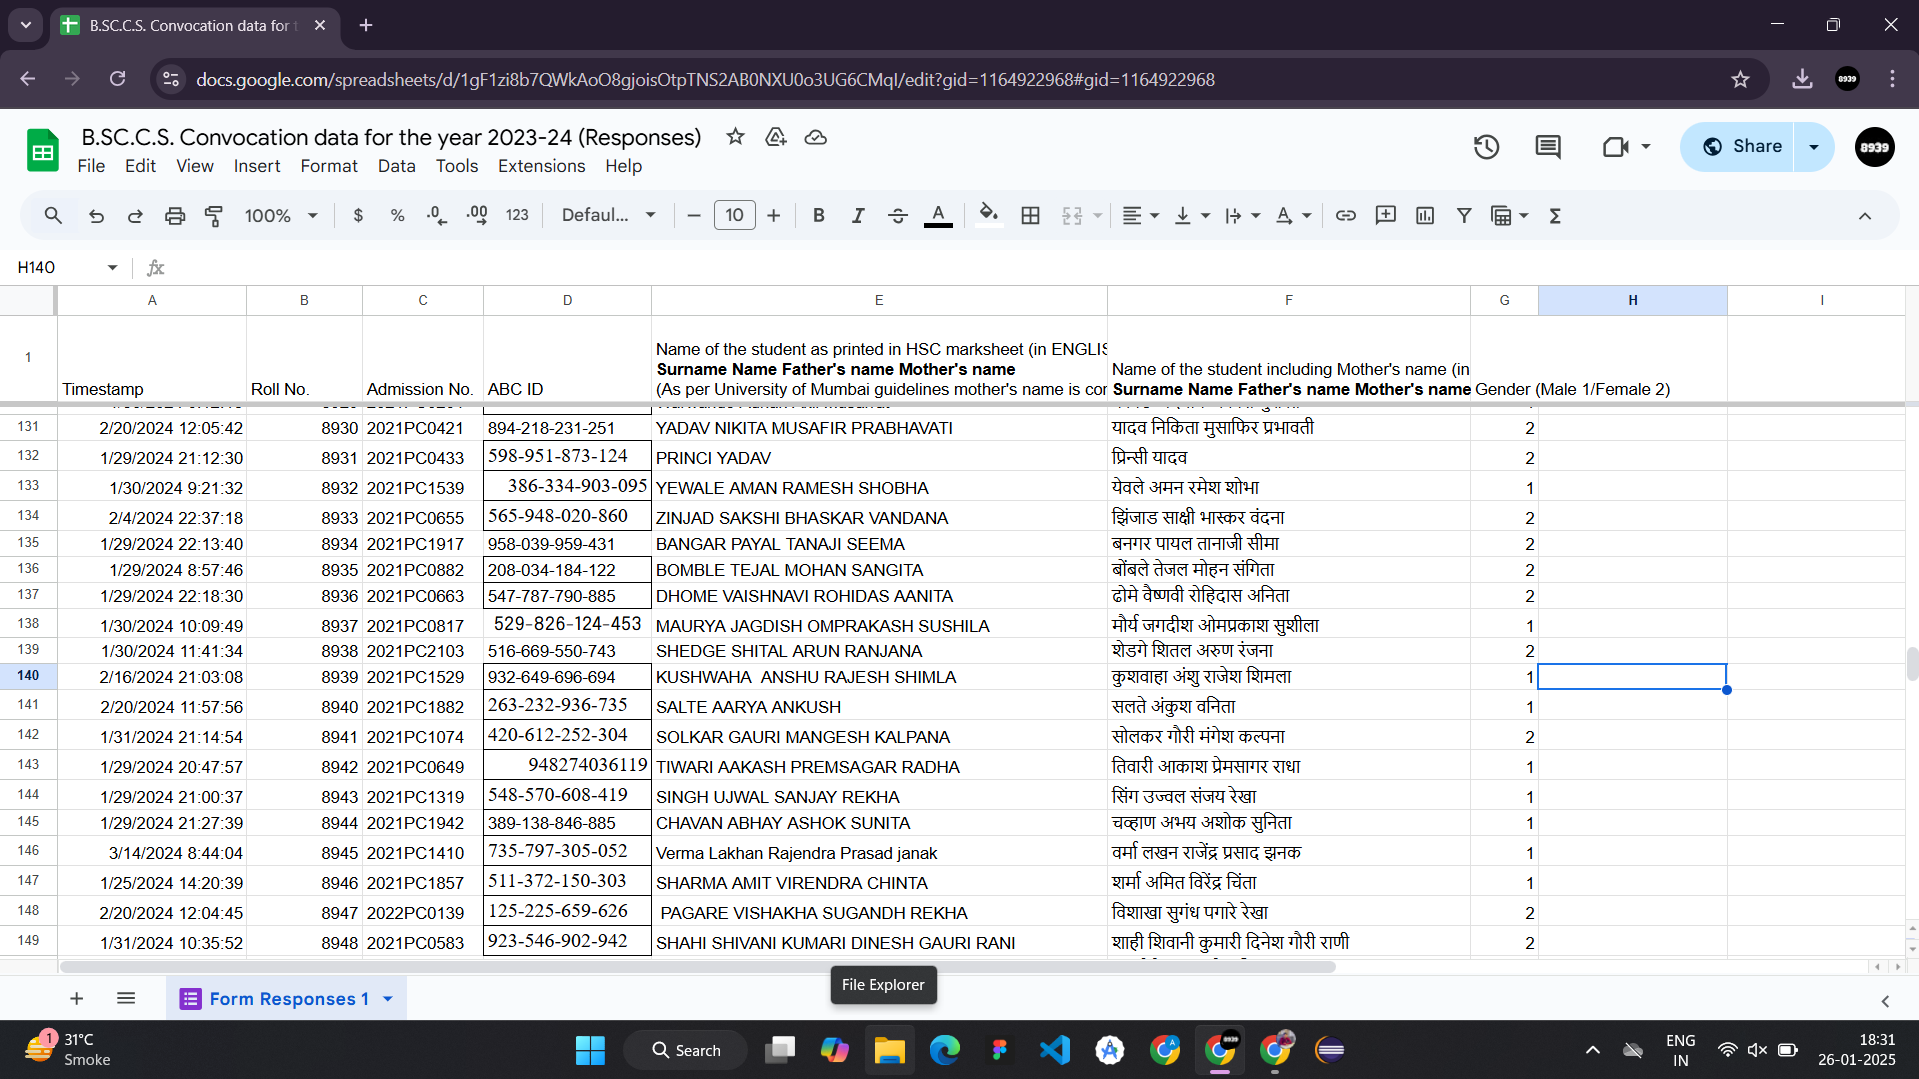 B.SC.C.S. Convocation data for t
docs.google.com/spreadsheets/d/1gF1zi8b7QWkAoO8gjoisOtpTNS2AB0NXU0o3UG6CMqI/edit?gid=1164922968#gid=1164922968
8939
B.SC.C.S. Convocation data for the year 2023-24 (Responses)
File Edit View Insert Format Data Tools Extensions Help
Share
8939
100% $ % .0 .00 123 Defaul... 10 B I A
H140 fx
A B C D E F G H I
1 Timestamp Roll No. Admission No. ABC ID
Name of the student as printed in HSC marksheet (in ENGLIS
Surname Name Father's name Mother's name
(As per University of Mumbai guidelines mother's name is cor
Name of the student including Mother's name (in
Surname Name Father's name Mother's name
Gender (Male 1/Female 2)
131 2/20/2024 12:05:42 8930 2021PC0421 894-218-231-251 YADAV NIKITA MUSAFIR PRABHAVATI यादव निकिता मुसाफिर प्रभावती 2
132 1/29/2024 21:12:30 8931 2021PC0433 598-951-873-124 PRINCI YADAV प्रिन्सी यादव 2
133 1/30/2024 9:21:32 8932 2021PC1539 386-334-903-095 YEWALE AMAN RAMESH SHOBHA येवले अमन रमेश शोभा 1
134 2/4/2024 22:37:18 8933 2021PC0655 565-948-020-860 ZINJAD SAKSHI BHASKAR VANDANA झिंजाड साक्षी भास्कर वंदना 2
135 1/29/2024 22:13:40 8934 2021PC1917 958-039-959-431 BANGAR PAYAL TANAJI SEEMA बनगर पायल तानाजी सीमा 2
136 1/29/2024 8:57:46 8935 2021PC0882 208-034-184-122 BOMBLE TEJAL MOHAN SANGITA बोंबले तेजल मोहन संगिता 2
137 1/29/2024 22:18:30 8936 2021PC0663 547-787-790-885 DHOME VAISHNAVI ROHIDAS AANITA ढोमे वैष्णवी रोहिदास अनिता 2
138 1/30/2024 10:09:49 8937 2021PC0817 529-826-124-453 MAURYA JAGDISH OMPRAKASH SUSHILA मौर्य जगदीश ओमप्रकाश सुशीला 1
139 1/30/2024 11:41:34 8938 2021PC2103 516-669-550-743 SHEDGE SHITAL ARUN RANJANA शेडगे शितल अरुण रंजना 2
140 2/16/2024 21:03:08 8939 2021PC1529 932-649-696-694 KUSHWAHA  ANSHU RAJESH SHIMLA कुशवाहा अंशु राजेश शिमला 1
141 2/20/2024 11:57:56 8940 2021PC1882 263-232-936-735 SALTE AARYA ANKUSH सलते अंकुश वनिता 1
142 1/31/2024 21:14:54 8941 2021PC1074 420-612-252-304 SOLKAR GAURI MANGESH KALPANA सोलकर गौरी मंगेश कल्पना 2
143 1/29/2024 20:47:57 8942 2021PC0649 948274036119 TIWARI AAKASH PREMSAGAR RADHA तिवारी आकाश प्रेमसागर राधा 1
144 1/29/2024 21:00:37 8943 2021PC1319 548-570-608-419 SINGH UJWAL SANJAY REKHA सिंग उज्वल संजय रेखा 1
145 1/29/2024 21:27:39 8944 2021PC1942 389-138-846-885 CHAVAN ABHAY ASHOK SUNITA चव्हाण अभय अशोक सुनिता 1
146 3/14/2024 8:44:04 8945 2021PC1410 735-797-305-052 Verma Lakhan Rajendra Prasad janak वर्मा लखन राजेंद्र प्रसाद झनक 1
147 1/25/2024 14:20:39 8946 2021PC1857 511-372-150-303 SHARMA AMIT VIRENDRA CHINTA शर्मा अमित विरेंद्र चिंता 1
148 2/20/2024 12:04:45 8947 2022PC0139 125-225-659-626 PAGARE VISHAKHA SUGANDH REKHA विशाखा सुगंध पगारे रेखा 2
149 1/31/2024 10:35:52 8948 2021PC0583 923-546-902-942 SHAHI SHIVANI KUMARI DINESH GAURI RANI शाही शिवानी कुमारी दिनेश गौरी राणी 2
File Explorer
Form Responses 1
1 31°C
Smoke
Search
ENG
IN
18:31
26-01-2025